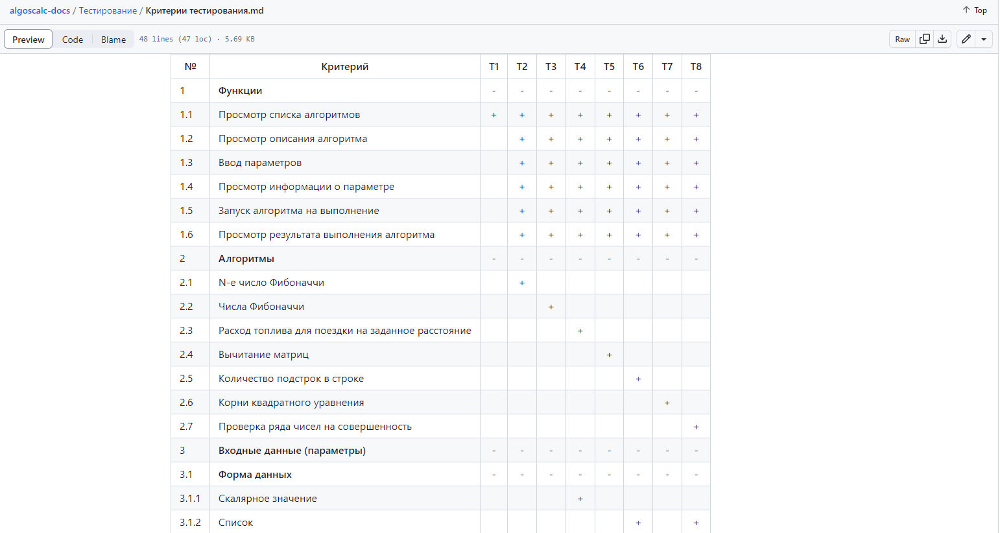 algoscalc-docs / Тестирование / Критерии тестирования.md
Top
Preview Code Blame 48 lines (47 loc) · 5.69 KB
Raw
№ Критерий T1 T2 T3 T4 T5 T6 T7 T8
1 Функции - - - - - - - -
1.1 Просмотр списка алгоритмов + + + + + + + +
1.2 Просмотр описания алгоритма + + + + + + +
1.3 Ввод параметров + + + + + + +
1.4 Просмотр информации о параметре + + + + + + +
1.5 Запуск алгоритма на выполнение + + + + + + +
1.6 Просмотр результата выполнения алгоритма + + + + + + +
2 Алгоритмы - - - - - - - -
2.1 N-е число Фибоначчи +
2.2 Числа Фибоначчи +
2.3 Расход топлива для поездки на заданное расстояние +
2.4 Вычитание матриц +
2.5 Количество подстрок в строке +
2.6 Корни квадратного уравнения +
2.7 Проверка ряда чисел на совершенность +
3 Входные данные (параметры) - - - - - - - -
3.1 Форма данных - - - - - - - -
3.1.1 Скалярное значение +
3.1.2 Список + +